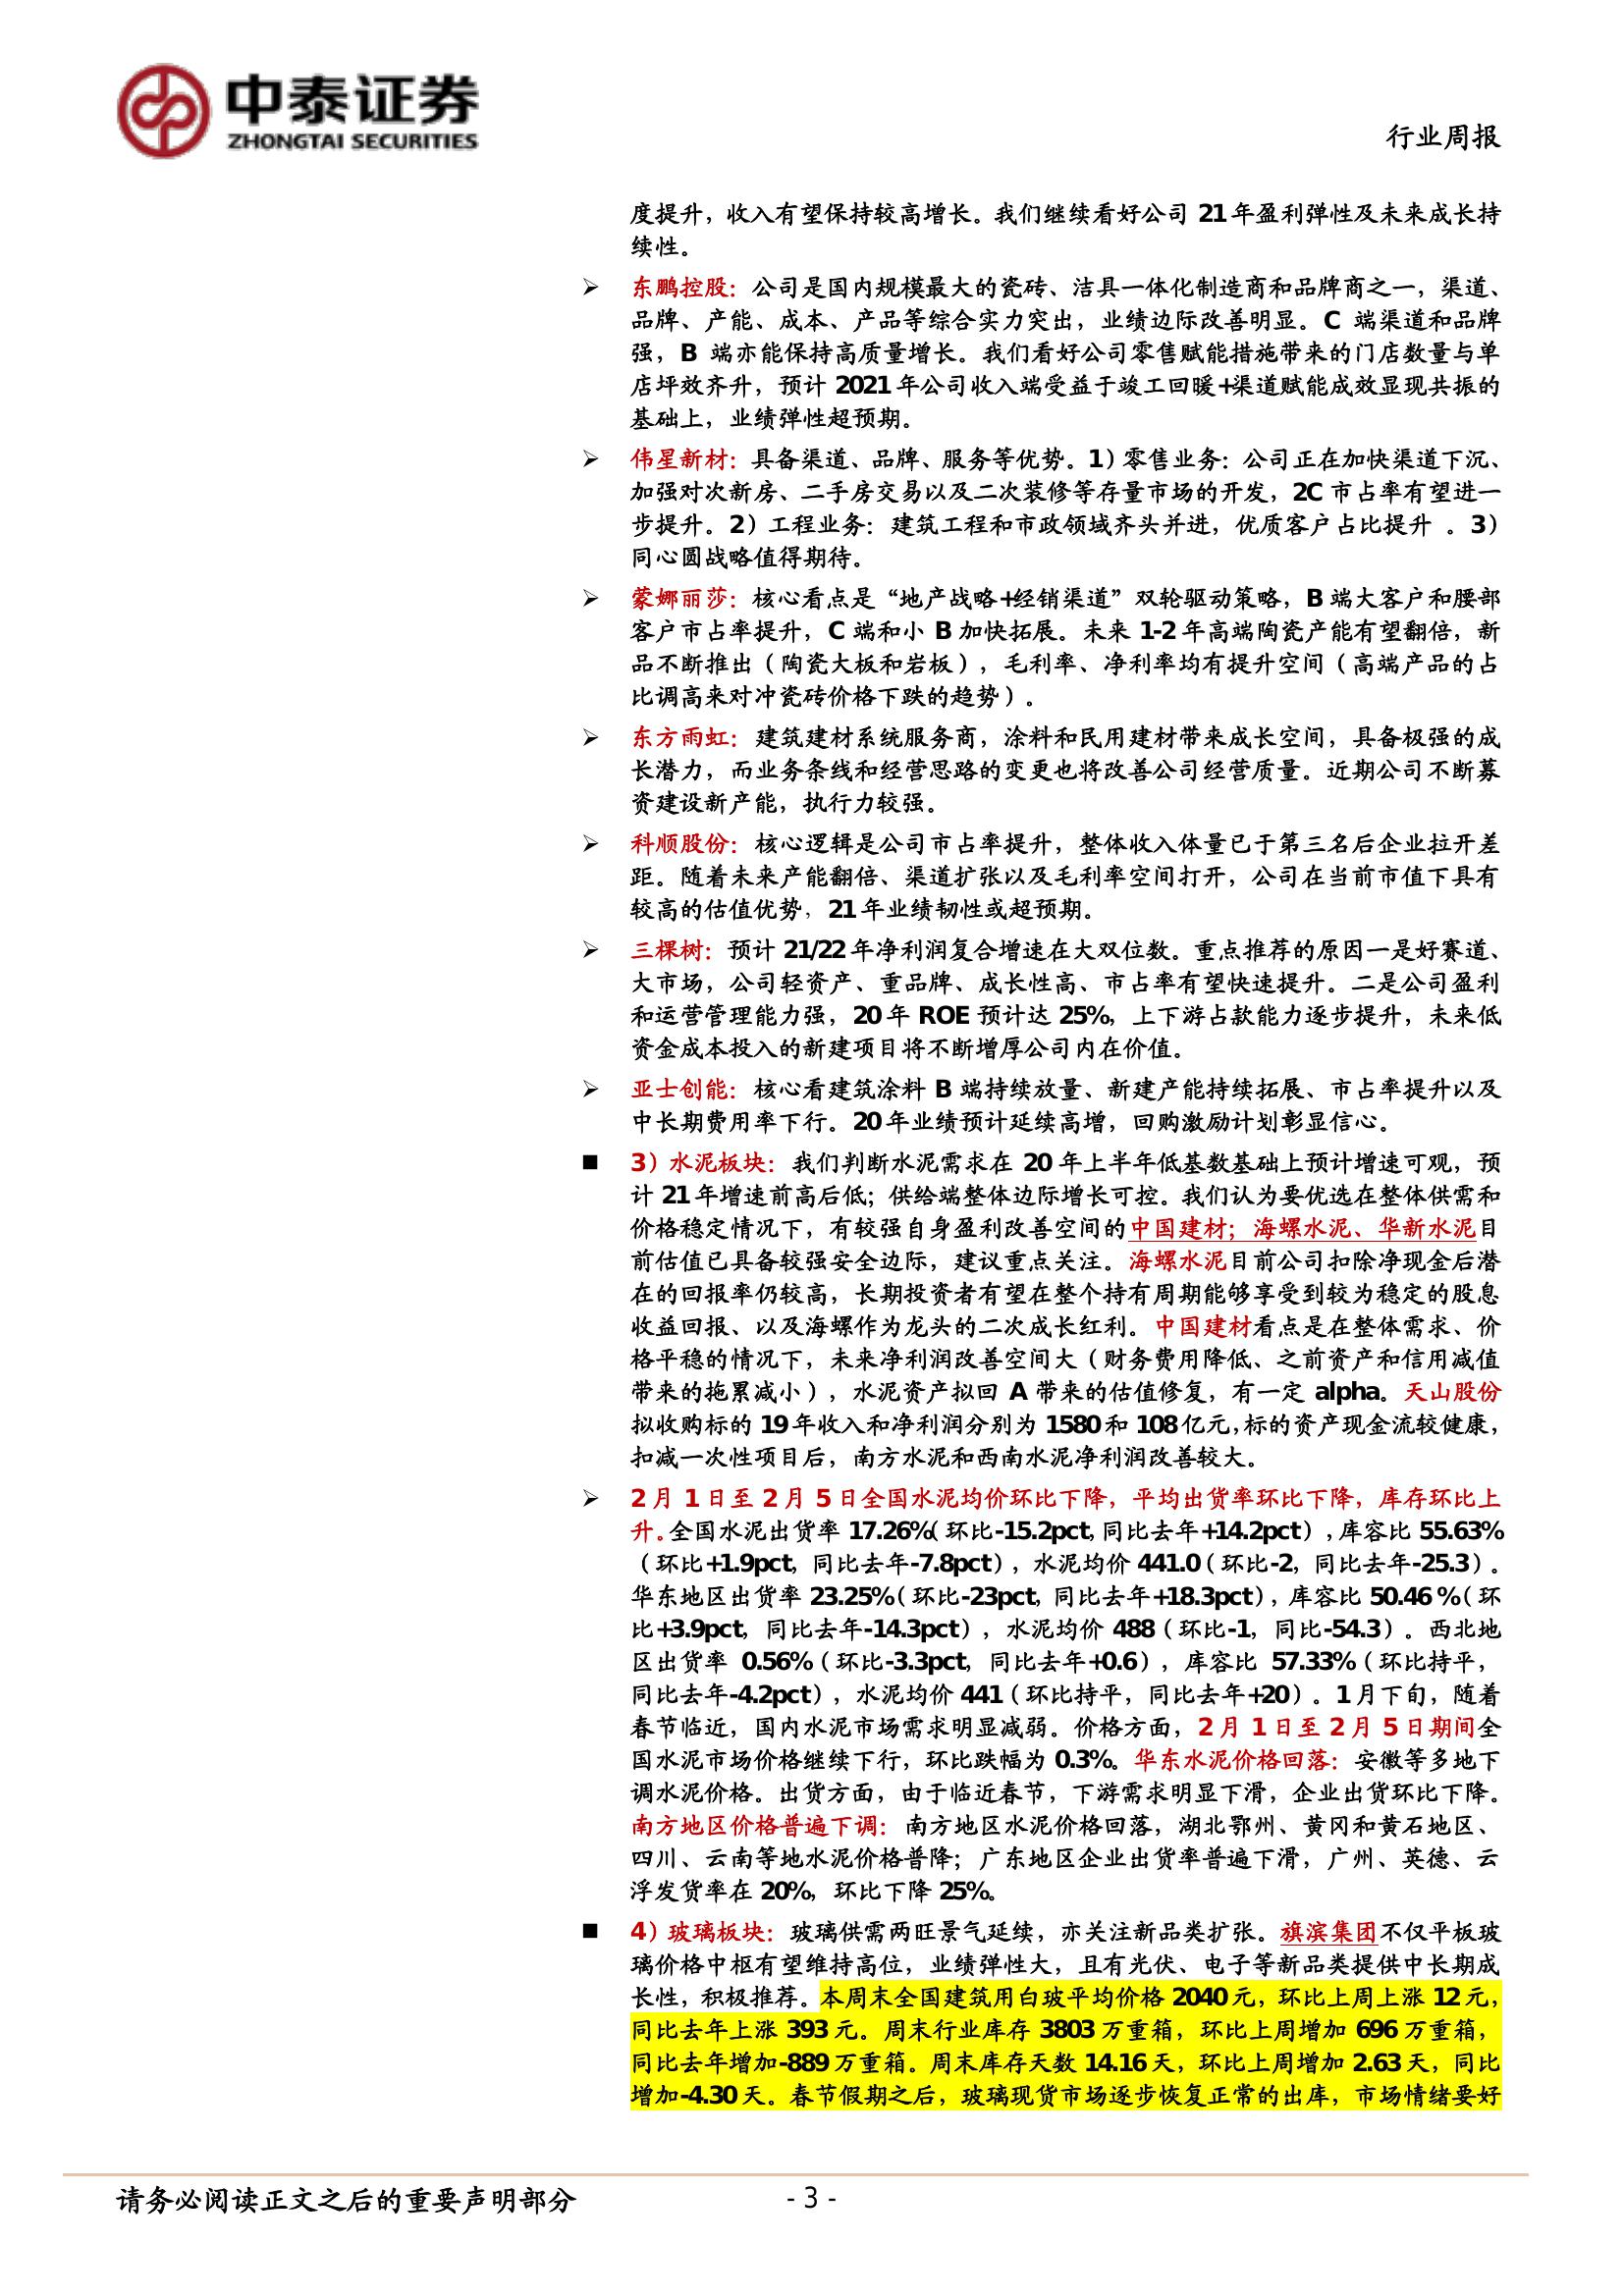 中泰证券
ZHONGTAI SECURITIES
行业周报
度提升，收入有望保持较高增长。我们继续看好公司 21 年盈利弹性及未来成长持
续性。
➢ 东鹏控股：公司是国内规模最大的瓷砖、洁具一体化制造商和品牌商之一，渠道、
品牌、产能、成本、产品等综合实力突出，业绩边际改善明显。C 端渠道和品牌
强，B 端亦能保持高质量增长。我们看好公司零售赋能措施带来的门店数量与单
店坪效齐升，预计 2021 年公司收入端受益于竣工回暖+渠道赋能成效显现共振的
基础上，业绩弹性超预期。
➢ 伟星新材：具备渠道、品牌、服务等优势。1）零售业务：公司正在加快渠道下沉、
加强对次新房、二手房交易以及二次装修等存量市场的开发，2C 市占率有望进一
步提升。2）工程业务：建筑工程和市政领域齐头并进，优质客户占比提升 。3）
同心圆战略值得期待。
➢ 蒙娜丽莎：核心看点是“地产战略+经销渠道”双轮驱动策略，B 端大客户和腰部
客户市占率提升，C 端和小 B 加快拓展。未来 1-2 年高端陶瓷产能有望翻倍，新
品不断推出（陶瓷大板和岩板），毛利率、净利率均有提升空间（高端产品的占
比调高来对冲瓷砖价格下跌的趋势）。
➢ 东方雨虹：建筑建材系统服务商，涂料和民用建材带来成长空间，具备极强的成
长潜力，而业务条线和经营思路的变更也将改善公司经营质量。近期公司不断募
资建设新产能，执行力较强。
➢ 科顺股份：核心逻辑是公司市占率提升，整体收入体量已于第三名后企业拉开差
距。随着未来产能翻倍、渠道扩张以及毛利率空间打开，公司在当前市值下具有
较高的估值优势，21 年业绩韧性或超预期。
➢ 三棵树：预计 21/22 年净利润复合增速在大双位数。重点推荐的原因一是好赛道、
大市场，公司轻资产、重品牌、成长性高、市占率有望快速提升。二是公司盈利
和运营管理能力强，20 年 ROE 预计达 25%，上下游占款能力逐步提升，未来低
资金成本投入的新建项目将不断增厚公司内在价值。
➢ 亚士创能：核心看建筑涂料 B 端持续放量、新建产能持续拓展、市占率提升以及
中长期费用率下行。20 年业绩预计延续高增，回购激励计划彰显信心。
■ 3）水泥板块：我们判断水泥需求在 20 年上半年低基数基础上预计增速可观，预
计 21 年增速前高后低；供给端整体边际增长可控。我们认为要优选在整体供需和
价格稳定情况下，有较强自身盈利改善空间的中国建材；海螺水泥、华新水泥目
前估值已具备较强安全边际，建议重点关注。海螺水泥目前公司扣除净现金后潜
在的回报率仍较高，长期投资者有望在整个持有周期能够享受到较为稳定的股息
收益回报、以及海螺作为龙头的二次成长红利。中国建材看点是在整体需求、价
格平稳的情况下，未来净利润改善空间大（财务费用降低、之前资产和信用减值
带来的拖累减小），水泥资产拟回 A 带来的估值修复，有一定 alpha。天山股份
拟收购标的 19 年收入和净利润分别为 1580 和 108 亿元，标的资产现金流较健康，
扣减一次性项目后，南方水泥和西南水泥净利润改善较大。
➢ 2 月 1 日至 2 月 5 日全国水泥均价环比下降，平均出货率环比下降，库存环比上
升。全国水泥出货率 17.26%（环比-15.2pct，同比去年+14.2pct），库容比 55.63%
（环比+1.9pct，同比去年-7.8pct），水泥均价 441.0（环比-2，同比去年-25.3）。
华东地区出货率 23.25%（环比-23pct，同比去年+18.3pct），库容比 50.46 %（环
比+3.9pct，同比去年-14.3pct），水泥均价 488（环比-1，同比-54.3）。西北地
区出货率 0.56%（环比-3.3pct，同比去年+0.6），库容比 57.33%（环比持平，
同比去年-4.2pct），水泥均价 441（环比持平，同比去年+20）。1 月下旬，随着
春节临近，国内水泥市场需求明显减弱。价格方面，2 月 1 日至 2 月 5 日期间全
国水泥市场价格继续下行，环比跌幅为 0.3%。华东水泥价格回落：安徽等多地下
调水泥价格。出货方面，由于临近春节，下游需求明显下滑，企业出货环比下降。
南方地区价格普遍下调：南方地区水泥价格回落，湖北鄂州、黄冈和黄石地区、
四川、云南等地水泥价格普降；广东地区企业出货率普遍下滑，广州、英德、云
浮发货率在 20%，环比下降 25%。
■ 4）玻璃板块：玻璃供需两旺景气延续，亦关注新品类扩张。旗滨集团不仅平板玻
璃价格中枢有望维持高位，业绩弹性大，且有光伏、电子等新品类提供中长期成
长性，积极推荐。本周末全国建筑用白玻平均价格 2040 元，环比上周上涨 12 元，
同比去年上涨 393 元。周末行业库存 3803 万重箱，环比上周增加 696 万重箱，
同比去年增加-889 万重箱。周末库存天数 14.16 天，环比上周增加 2.63 天，同比
增加-4.30 天。春节假期之后，玻璃现货市场逐步恢复正常的出库，市场情绪要好
请务必阅读正文之后的重要声明部分
- 3 -